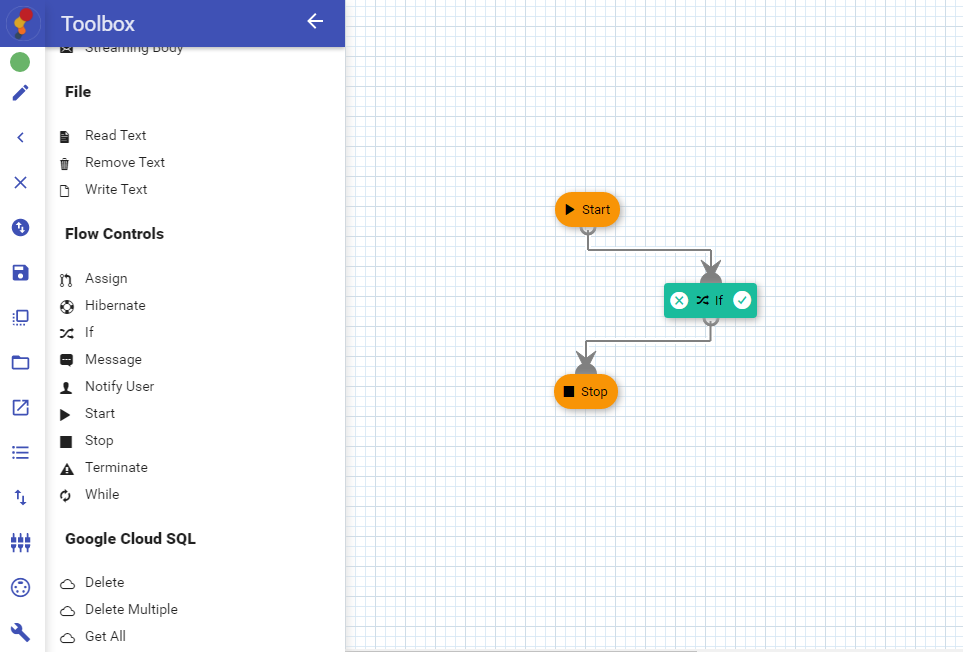 Toolbox
Streaming Body
File
Read Text
Remove Text
Write Text
Flow Controls
Assign
Hibernate
If
Message
Notify User
Start
Stop
Terminate
While
Google Cloud SQL
Delete
Delete Multiple
Get All
Start
If
Stop